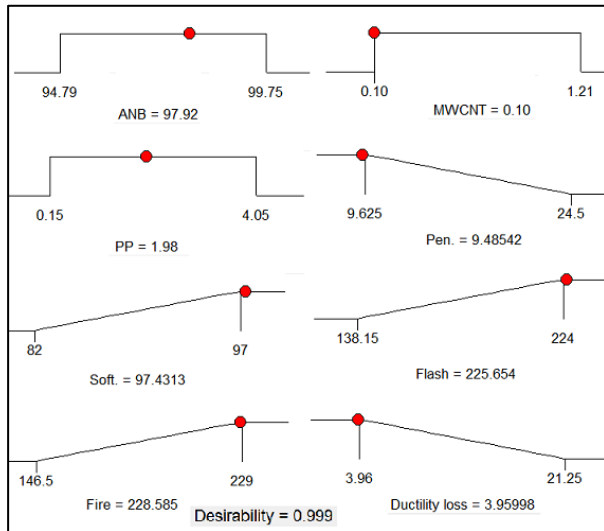 94.79 99.75
ANB = 97.92
0.10 1.21
MWCNT = 0.10
0.15 4.05
PP = 1.98
9.625 24.5
Pen. = 9.48542
82 97
Soft. = 97.4313
138.15 224
Flash = 225.654
146.5 229
Fire = 228.585
3.96 21.25
Ductility loss = 3.95998
Desirability = 0.999